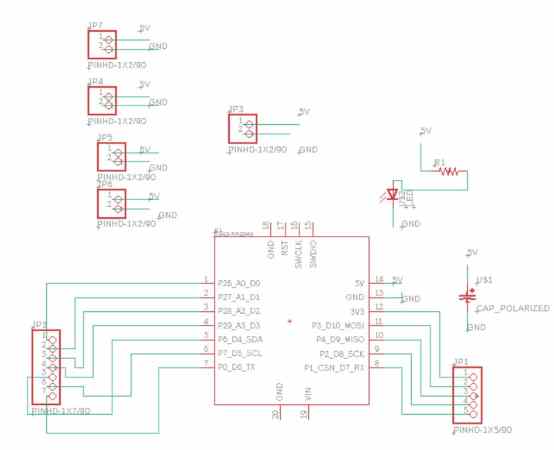 JP7
5V
1
2
GND
PINHD-1X2/90
JP4
5V
1
2
GND
PINHD-1X2/90
JP3
5V
1
2
GND
PINHD-1X2/90
JP5
5V
1
2
GND
PINHD-1X2/90
JP6
5V
1
2
GND
PINHD-1X2/90
5V
R1
LED
GND
18 17 16 15
GND RST SWCLK SWDIO
1 P26_A0_D0
2 P27_A1_D1
3 P28_A2_D2
4 P29_A3_D3
5 P6_D4_SDA
6 P7_D5_SCL
7 P0_D6_TX
5V 14 5V
GND 13 GND
3V3 12
P3_D10_MOSI 11
P4_D9_MISO 10
P2_D8_SCK 9
P1_CSN_D7_RX 8
GND VIN
20 19
5V
U$1
CAP_POLARIZED
GND
JP2
1
2
3
4
5
6
7
PINHD-1X7/90
JP1
1
2
3
4
5
PINHD-1X5/90